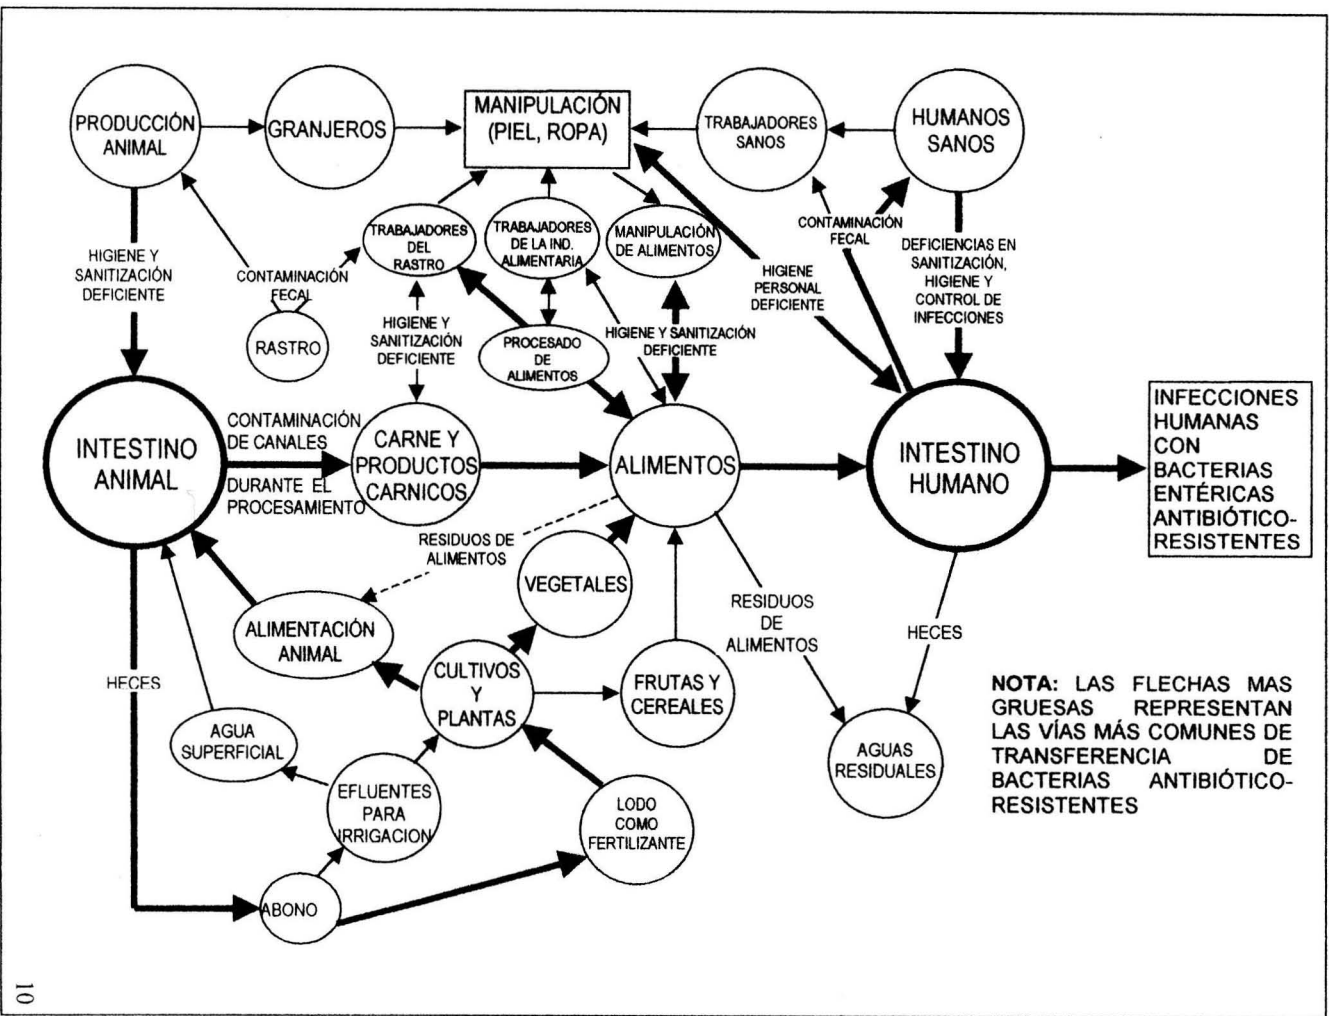 PRODUCCIÓN
ANIMAL
GRANJEROS
MANIPULACIÓN
(PIEL, ROPA)
TRABAJADORES
SANOS
HUMANOS
SANOS
HIGIENE Y
SANITIZACIÓN
DEFICIENTE
CONTAMINACIÓN
FECAL
RASTRO
TRABAJADORES
DEL
RASTRO
TRABAJADORES
DE LA IND.
ALIMENTARIA
MANIPULACIÓN
DE ALIMENTOS
HIGIENE
PERSONAL
DEFICIENTE
CONTAMINACIÓN
FECAL
DEFICIENCIAS EN
SANITIZACIÓN,
HIGIENE Y
CONTROL DE
INFECCIONES
HIGIENE Y
SANITIZACIÓN
DEFICIENTE
PROCESADO
DE
ALIMENTOS
HIGIENE Y SANITIZACIÓN
DEFICIENTE
INTESTINO
ANIMAL
CONTAMINACIÓN
DE CANALES
DURANTE EL
PROCESAMIENTO
CARNE Y
PRODUCTOS
CARNICOS
ALIMENTOS
INTESTINO
HUMANO
INFECCIONES
HUMANAS
CON
BACTERIAS
ENTÉRICAS
ANTIBIÓTICO-
RESISTENTES
RESIDUOS DE
ALIMENTOS
VEGETALES
ALIMENTACIÓN
ANIMAL
CULTIVOS
Y
PLANTAS
FRUTAS Y
CEREALES
RESIDUOS
DE
ALIMENTOS
HECES
HECES
AGUA
SUPERFICIAL
EFLUENTES
PARA
IRRIGACION
LODO
COMO
FERTILIZANTE
AGUAS
RESIDUALES
ABONO
NOTA: LAS FLECHAS MAS
GRUESAS REPRESENTAN
LAS VÍAS MÁS COMUNES DE
TRANSFERENCIA DE
BACTERIAS ANTIBIÓTICO-
RESISTENTES
10